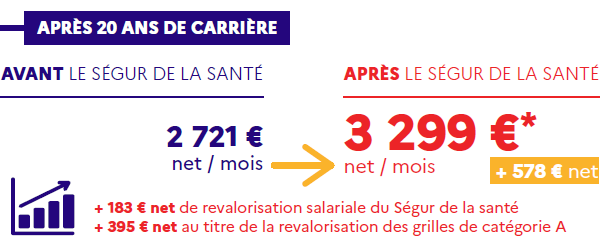 APRÈS 20 ANS DE CARRIÈRE
AVANT LE SÉGUR DE LA SANTÉ
APRÈS LE SÉGUR DE LA SANTÉ
2 721 €
net / mois
3 299 €*
net / mois
+ 578 € net
+ 183 € net de revalorisation salariale du Ségur de la santé
+ 395 € net au titre de la revalorisation des grilles de catégorie A